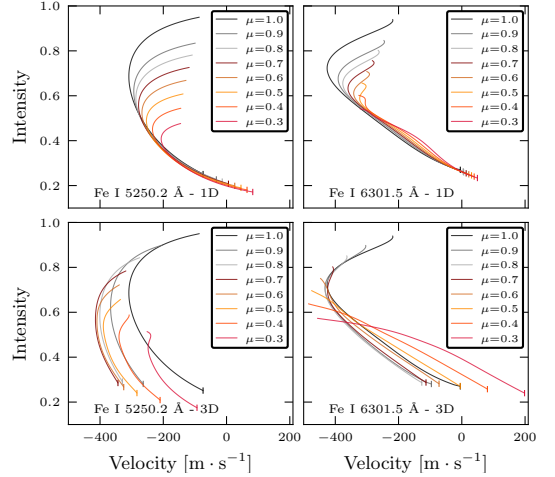 Intensity
1.0
0.8
0.6
0.4
0.2
μ=1.0
μ=0.9
μ=0.8
μ=0.7
μ=0.6
μ=0.5
μ=0.4
μ=0.3
Fe I 5250.2 Å - 1D
μ=1.0
μ=0.9
μ=0.8
μ=0.7
μ=0.6
μ=0.5
μ=0.4
μ=0.3
Fe I 6301.5 Å - 1D
Intensity
1.0
0.8
0.6
0.4
0.2
μ=1.0
μ=0.9
μ=0.8
μ=0.7
μ=0.6
μ=0.5
μ=0.4
μ=0.3
Fe I 5250.2 Å - 3D
μ=1.0
μ=0.9
μ=0.8
μ=0.7
μ=0.6
μ=0.5
μ=0.4
μ=0.3
Fe I 6301.5 Å - 3D
−400 −200 0 200
−400 −200 0 200
Velocity [m · s⁻¹]
Velocity [m · s⁻¹]